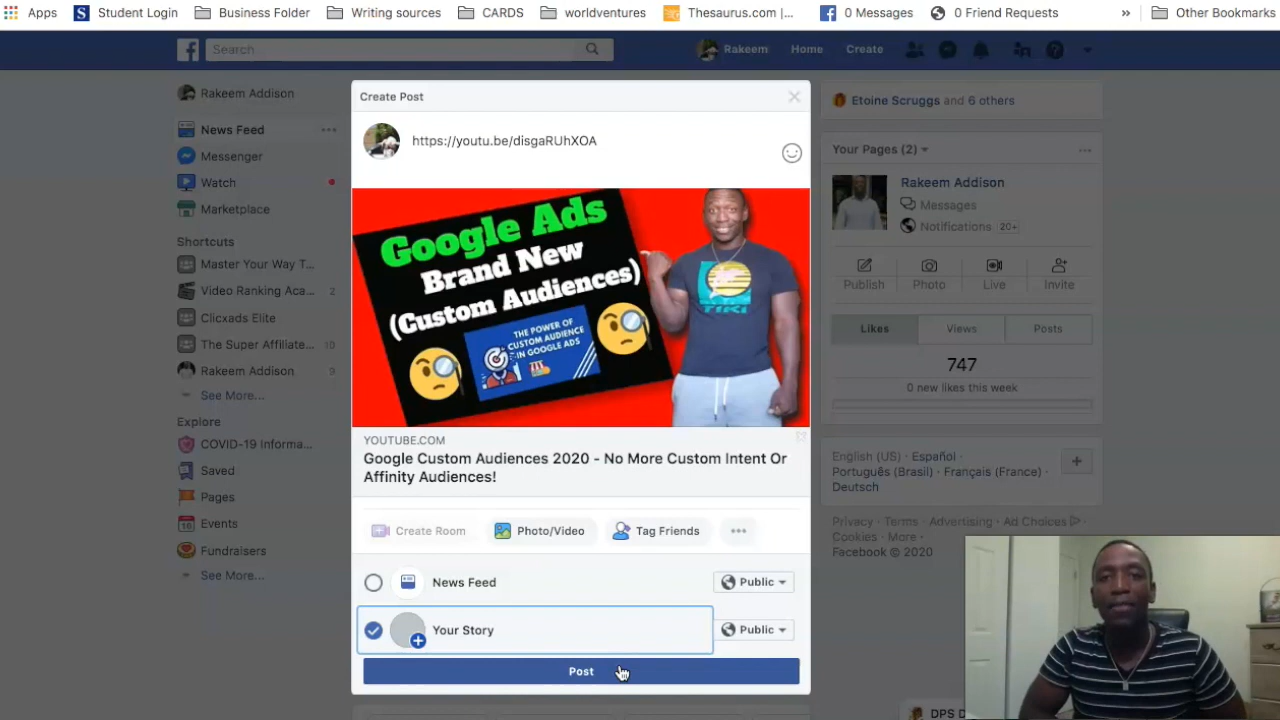 Apps
Student Login
Business Folder
Writing sources
CARDS
worldventures
Thesaurus.com |...
0 Messages
0 Friend Requests
»
Other Bookmarks
Search
Rakeem
Home
Create
Rakeem Addison
News Feed
Messenger
Watch
Marketplace
Shortcuts
Master Your Way T...
Video Ranking Aca... 2
Clicxads Elite
The Super Affiliate... 10
Rakeem Addison 9
See More...
Explore
COVID-19 Informa...
Saved
Pages
Events
Fundraisers
See More...
Create Post
https://youtu.be/disgaRUhXOA
Google Ads
Brand New
(Custom Audiences)
THE POWER OF
CUSTOM AUDIENCE
IN GOOGLE ADS
TIKI
YOUTUBE.COM
Google Custom Audiences 2020 - No More Custom Intent Or
Affinity Audiences!
Create Room
Photo/Video
Tag Friends
News Feed
Public
Your Story
Public
Post
Etoine Scruggs and 6 others
Your Pages (2)
Rakeem Addison
Messages
Notifications 20+
Publish
Photo
Live
Invite
Likes
Views
Posts
747
0 new likes this week
English (US) · Español ·
Português (Brasil) · Français (France) ·
Deutsch
Privacy · Terms · Advertising · Ad Choices
Cookies · More ·
Facebook © 2020
DPS D